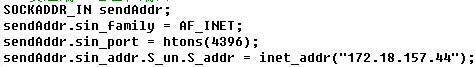 SOCKADDR_IN sendAddr;
sendAddr.sin_family = AF_INET;
sendAddr.sin_port = htons(4396);
sendAddr.sin_addr.S_un.S_addr = inet_addr("172.18.157.44");